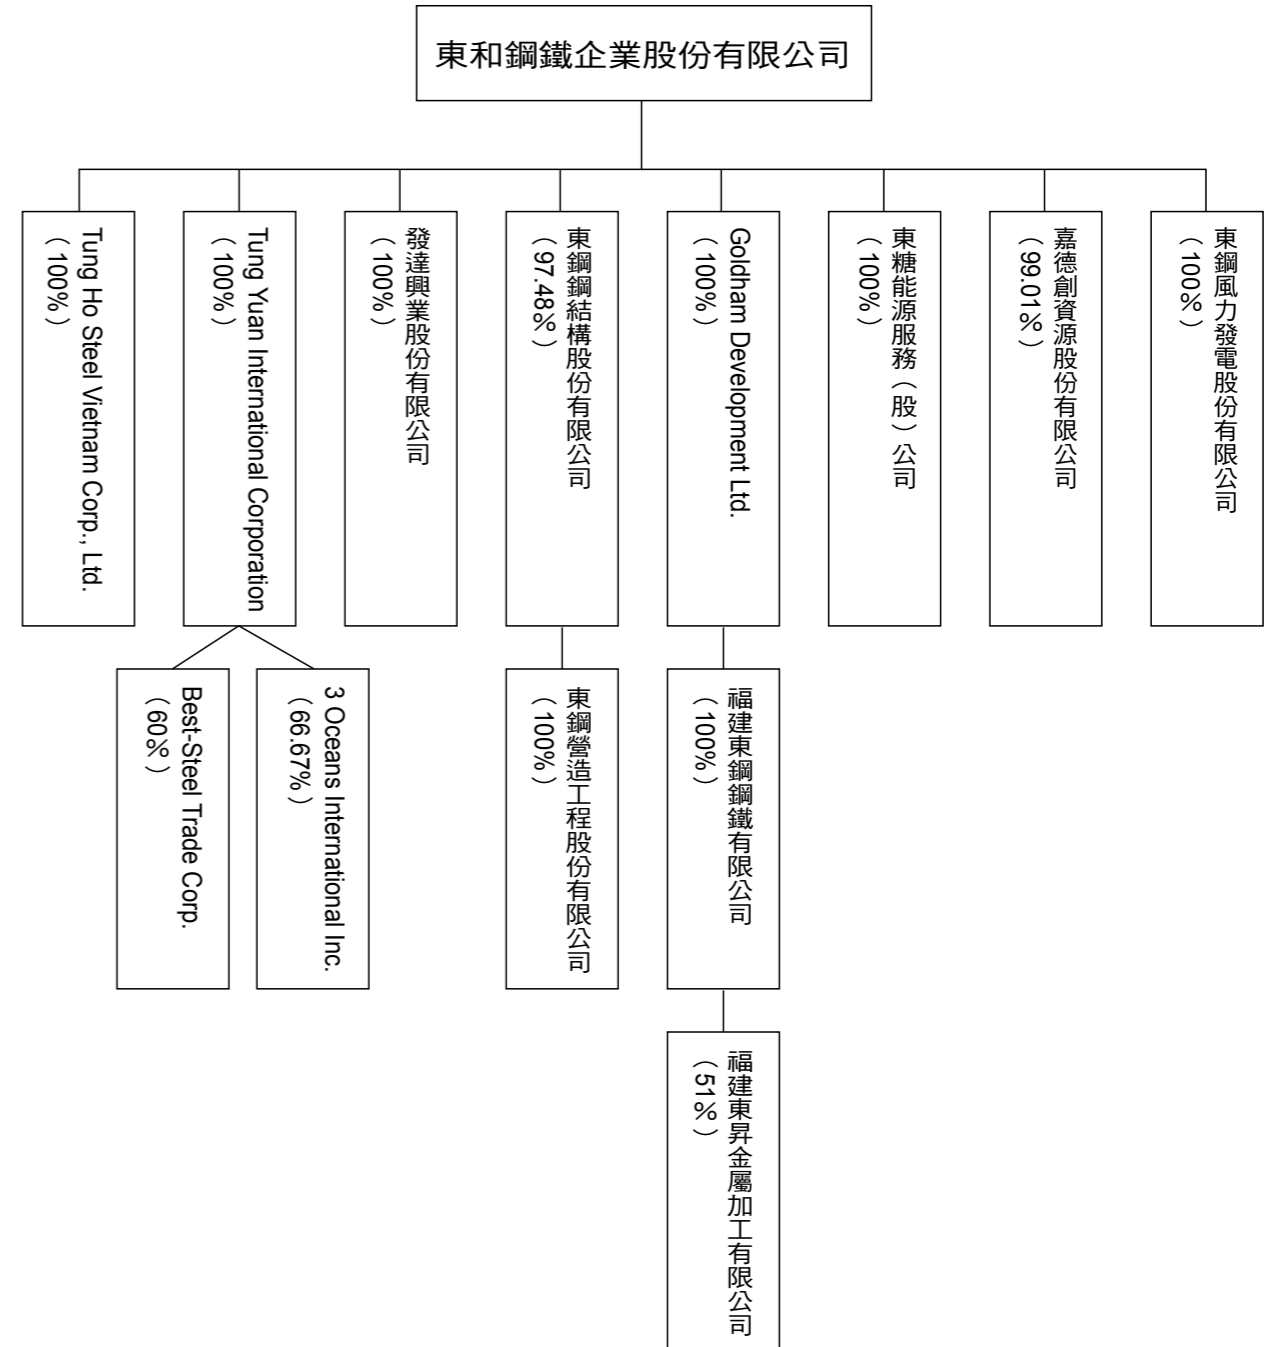 東和鋼鐵企業股份有限公司
Tung Ho Steel Vietnam Corp., Ltd.
（100%）
Tung Yuan International Corporation
（100%）
發達興業股份有限公司
（100%）
東鋼鋼結構股份有限公司
（97.48%）
Goldham Development Ltd.
（100%）
東糖能源服務（股）公司
（100%）
嘉德創資源股份有限公司
（99.01%）
東鋼風力發電股份有限公司
（100%）
Best-Steel Trade Corp.
（60%）
3 Oceans International Inc.
（66.67%）
東鋼營造工程股份有限公司
（100%）
福建東鋼鋼鐵有限公司
（100%）
福建東昇金屬加工有限公司
（51%）